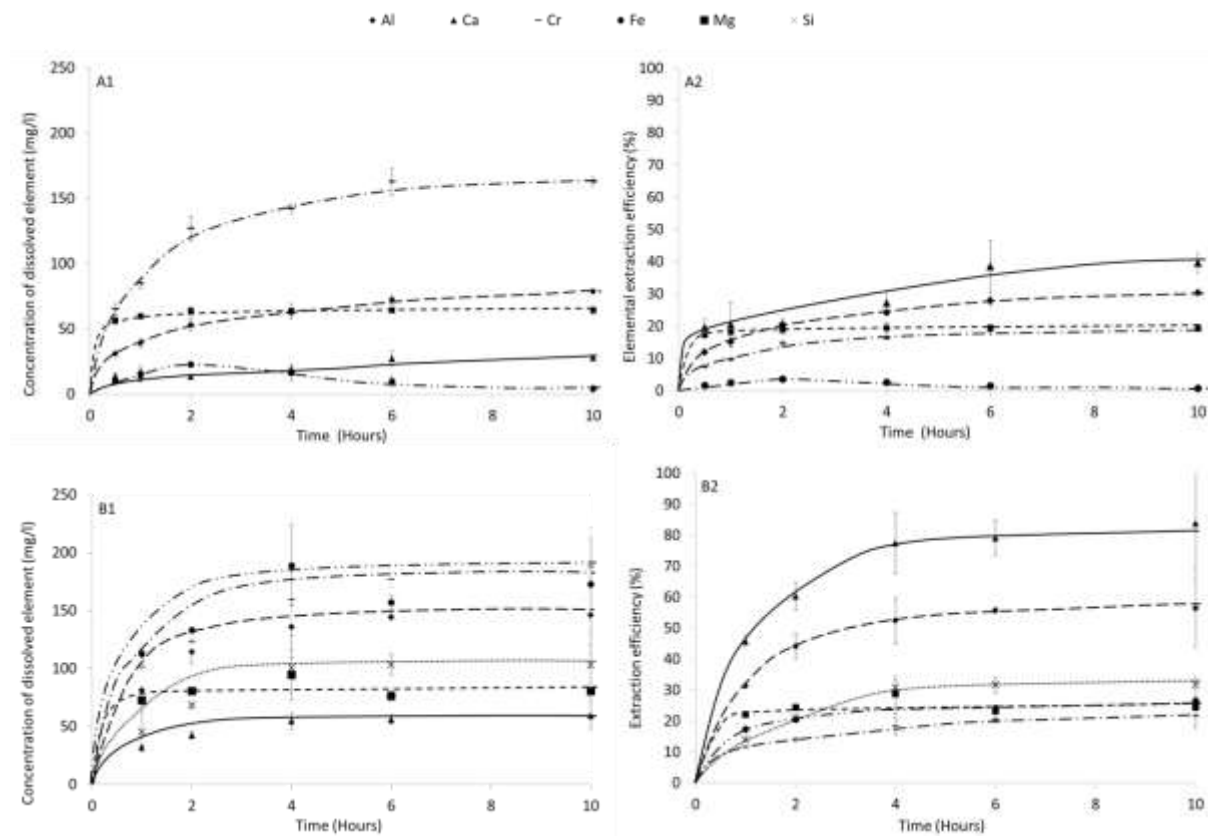 Al Ca Cr Fe Mg Si
A1
Concentration of dissolved element (mg/l)
250
200
150
100
50
0
0 2 4 6 8 10
Time (Hours)
A2
Elemental extraction efficiency (%)
100
90
80
70
60
50
40
30
20
10
0
0 2 4 6 8 10
Time (Hours)
B1
Concentration of dissolved element (mg/l)
250
200
150
100
50
0
0 2 4 6 8 10
Time (Hours)
B2
Extraction efficiency (%)
100
90
80
70
60
50
40
30
20
10
0
0 2 4 6 8 10
Time (Hours)